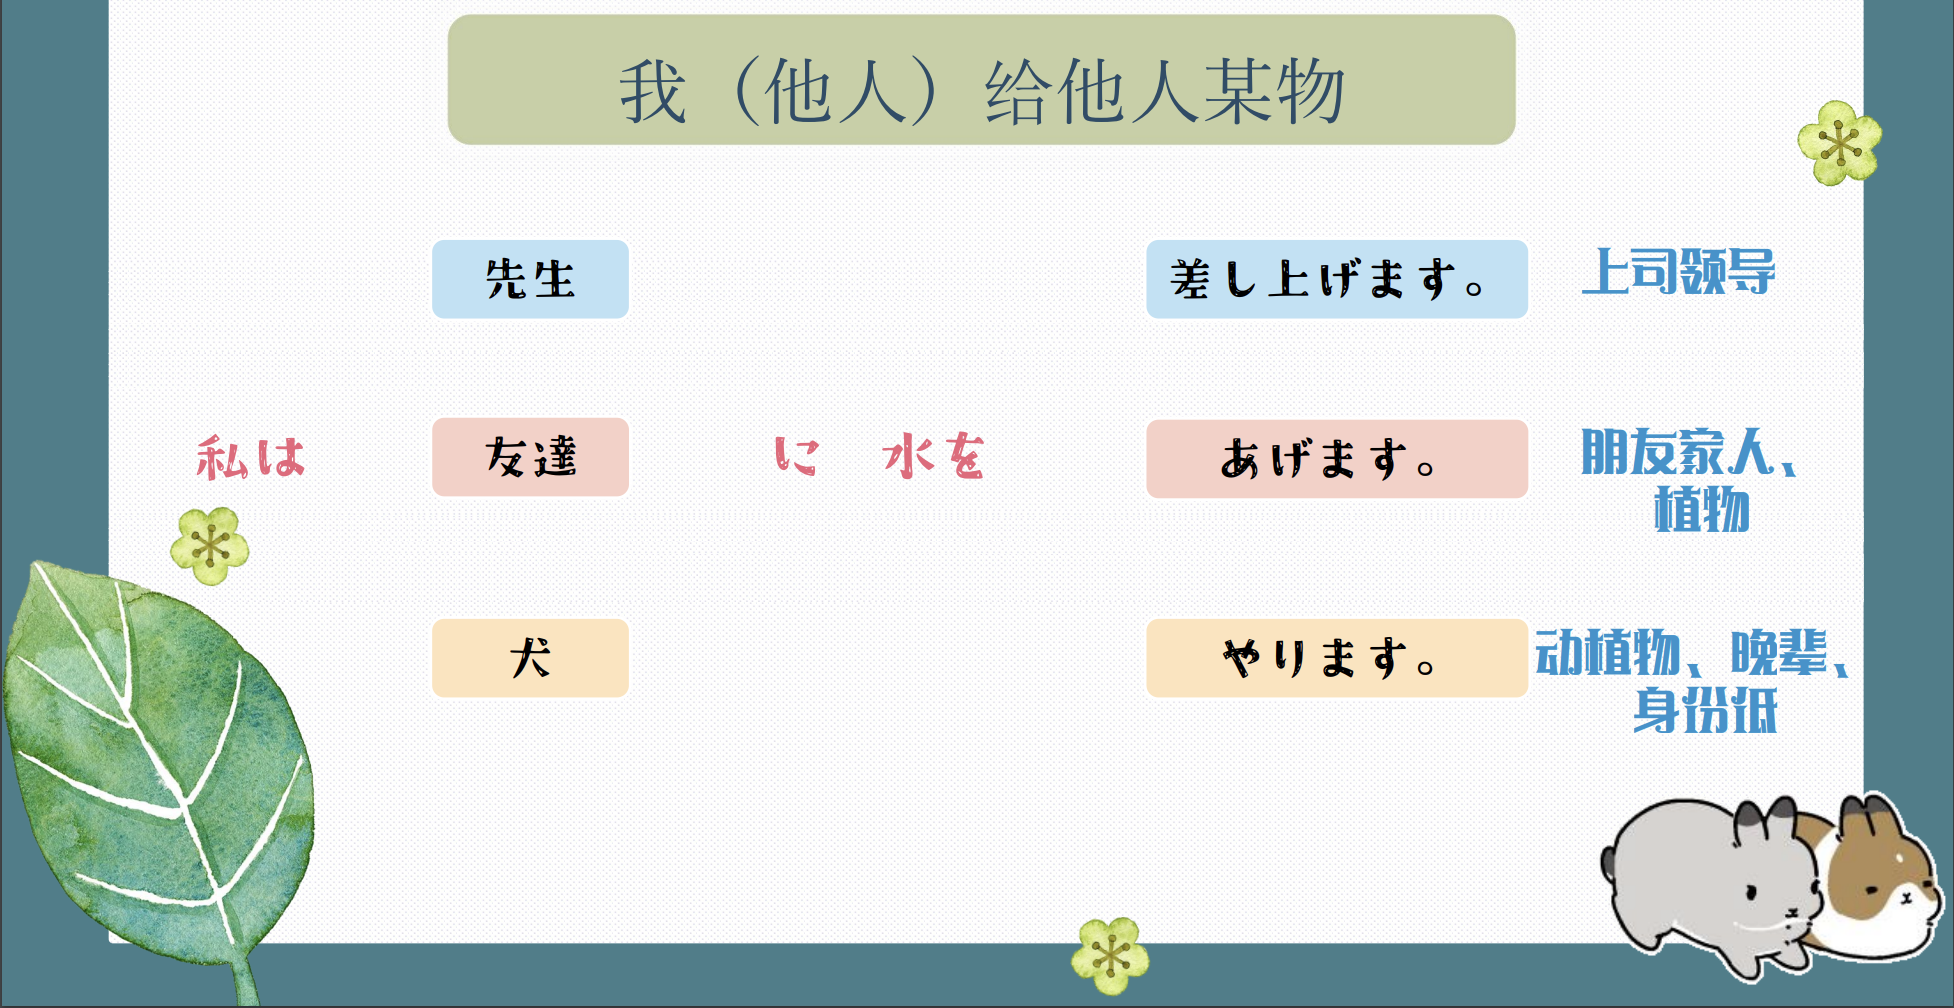 我（他人）给他人某物
先生 差し上げます。 上司领导
私は 友達 に 水を あげます。 朋友家人、
植物
犬 やります。 动植物、晚辈、
身份低